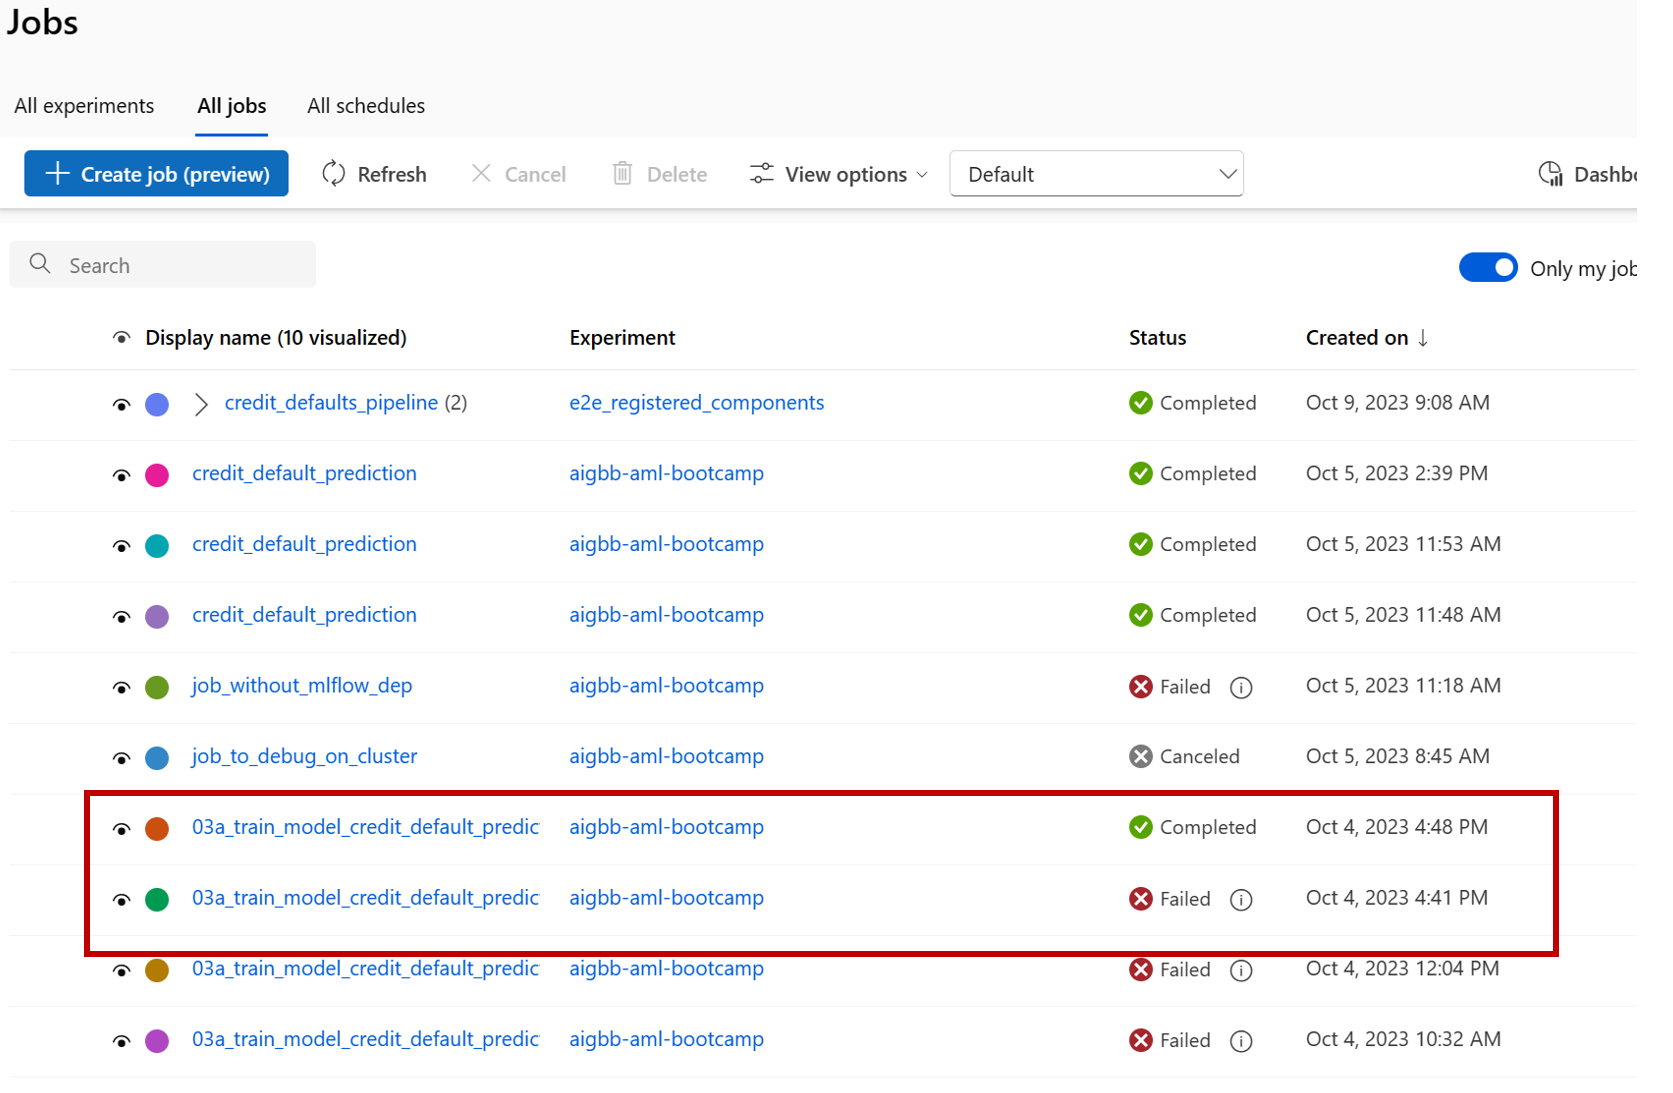 Jobs
All experiments All jobs All schedules
Create job (preview) Refresh Cancel Delete View options Default Dashbo
Search Only my job
Display name (10 visualized) Experiment Status Created on ↓
credit_defaults_pipeline (2) e2e_registered_components Completed Oct 9, 2023 9:08 AM
credit_default_prediction aigbb-aml-bootcamp Completed Oct 5, 2023 2:39 PM
credit_default_prediction aigbb-aml-bootcamp Completed Oct 5, 2023 11:53 AM
credit_default_prediction aigbb-aml-bootcamp Completed Oct 5, 2023 11:48 AM
job_without_mlflow_dep aigbb-aml-bootcamp Failed Oct 5, 2023 11:18 AM
job_to_debug_on_cluster aigbb-aml-bootcamp Canceled Oct 5, 2023 8:45 AM
03a_train_model_credit_default_predic aigbb-aml-bootcamp Completed Oct 4, 2023 4:48 PM
03a_train_model_credit_default_predic aigbb-aml-bootcamp Failed Oct 4, 2023 4:41 PM
03a_train_model_credit_default_predic aigbb-aml-bootcamp Failed Oct 4, 2023 12:04 PM
03a_train_model_credit_default_predic aigbb-aml-bootcamp Failed Oct 4, 2023 10:32 AM